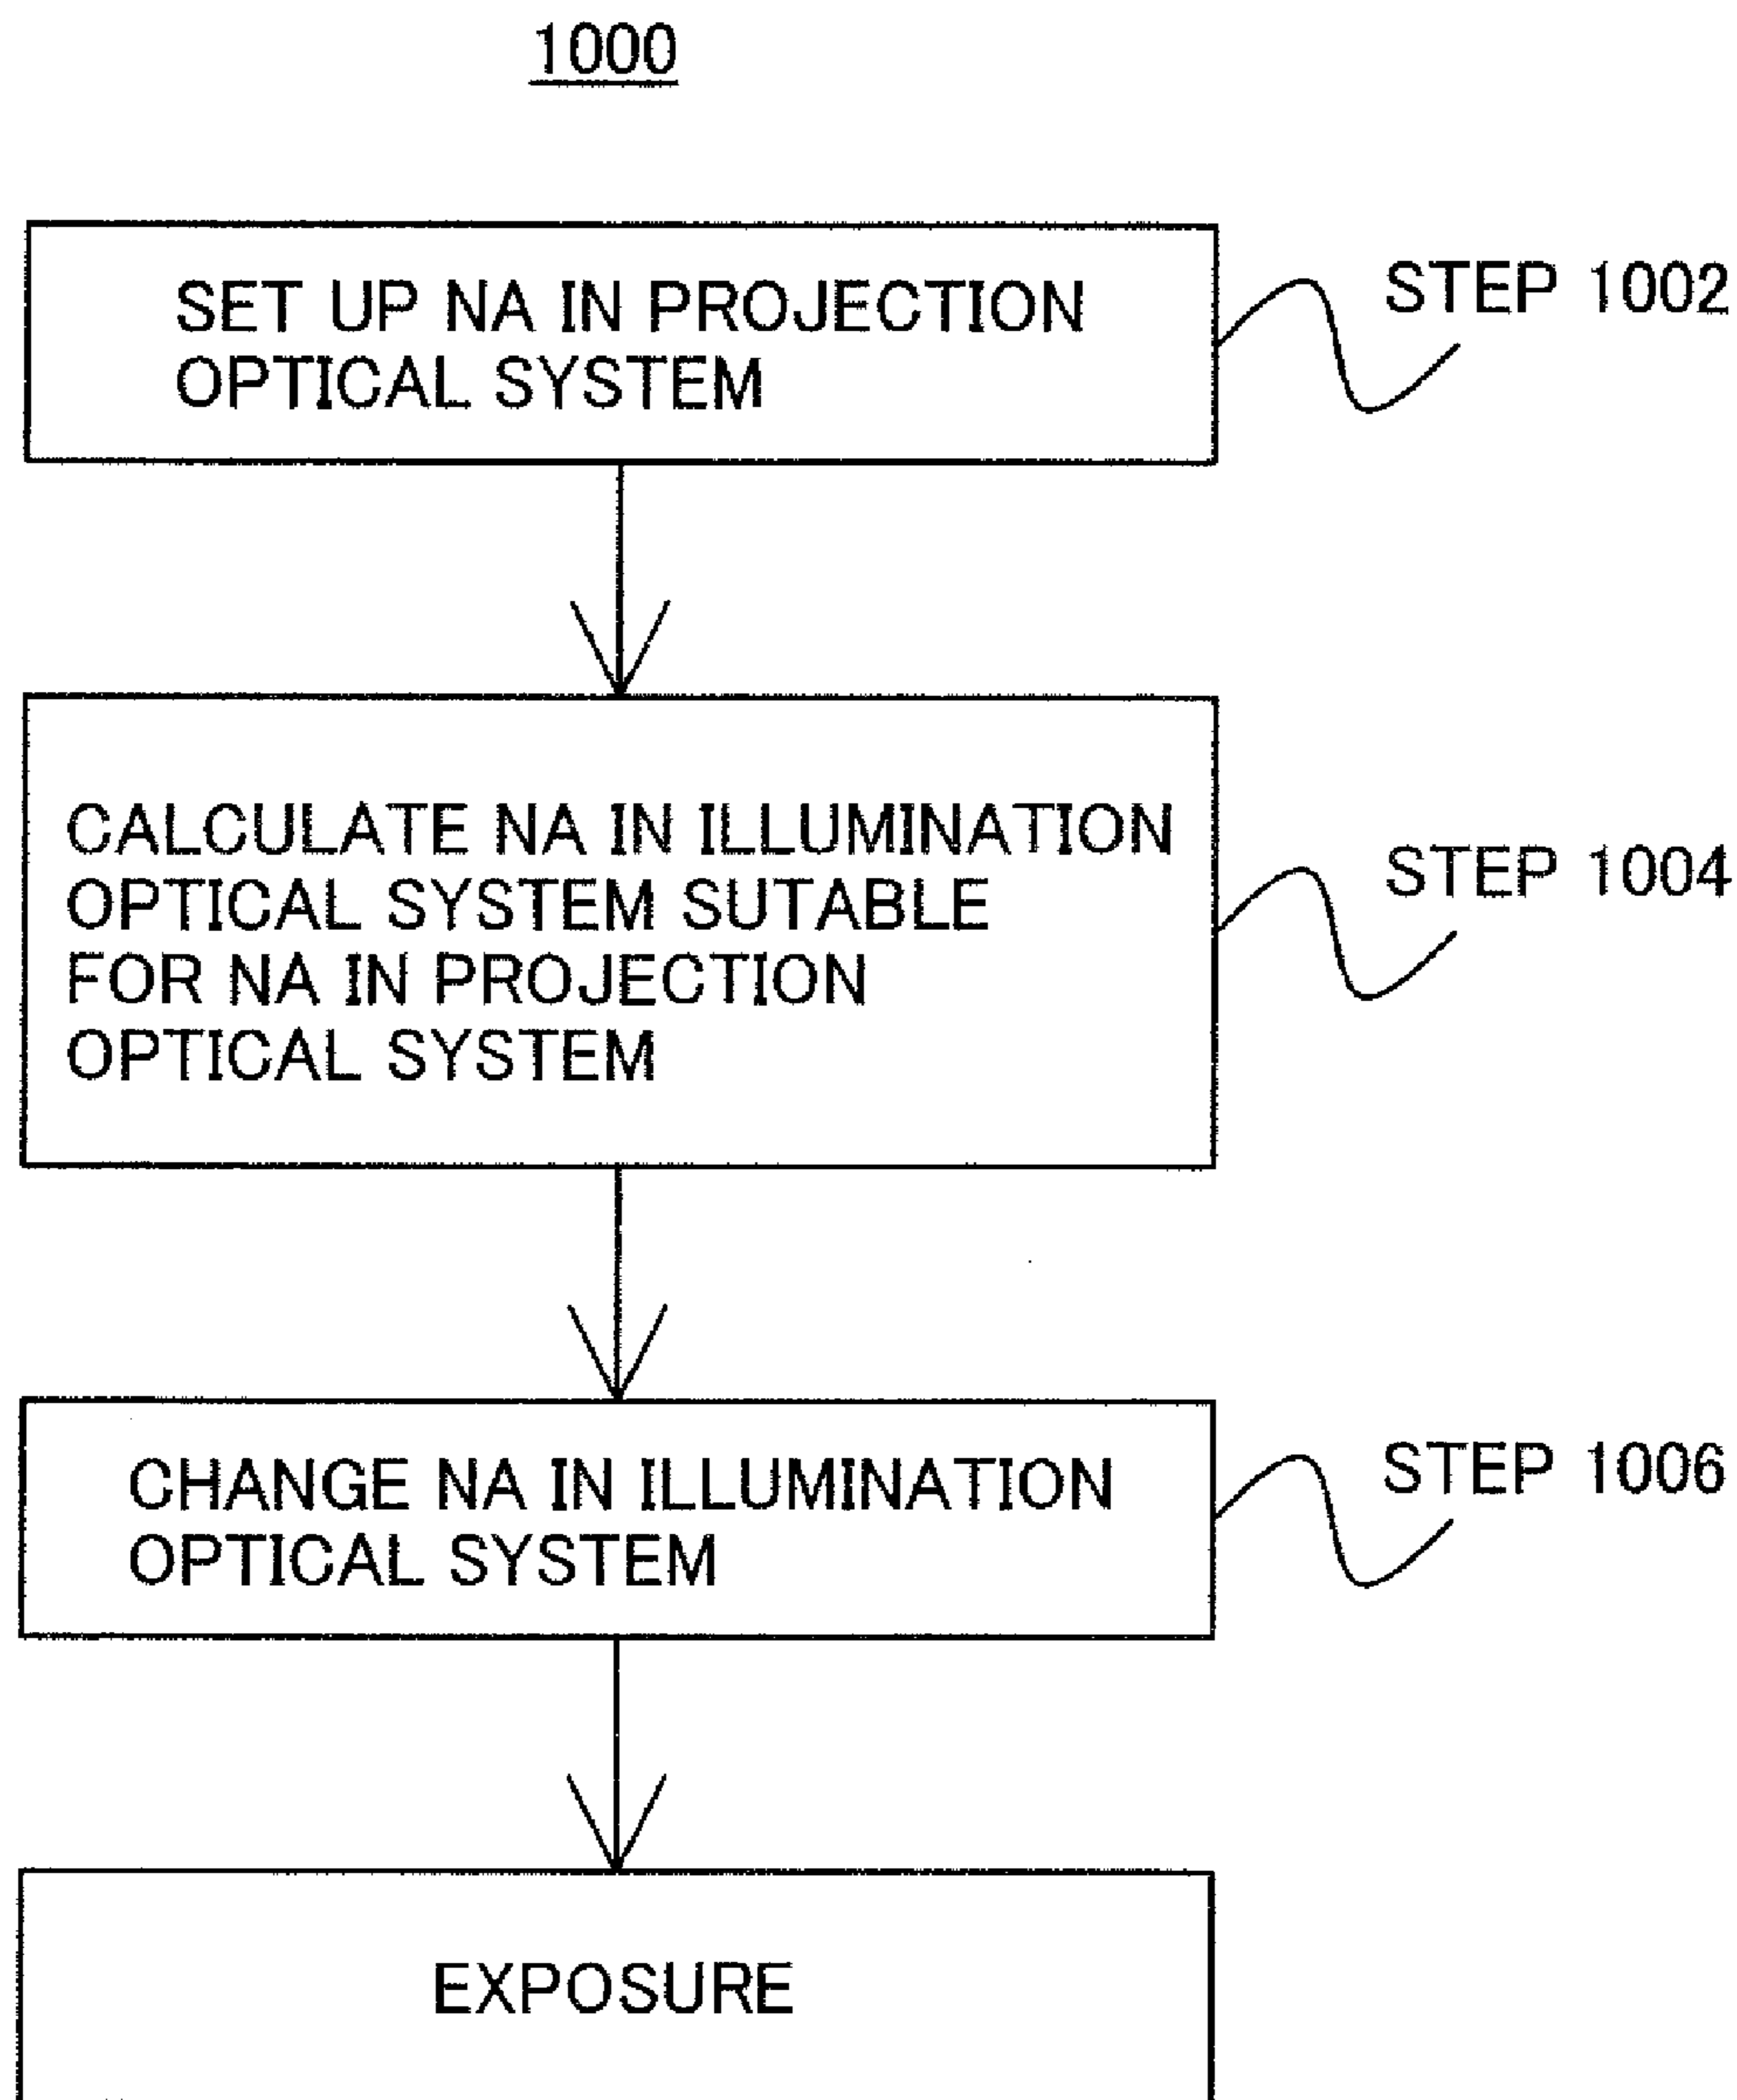 1000
SET UP NA IN PROJECTION
OPTICAL SYSTEM
STEP 1002
CALCULATE NA IN ILLUMINATION
OPTICAL SYSTEM SUTABLE
FOR NA IN PROJECTION
OPTICAL SYSTEM
STEP 1004
CHANGE NA IN ILLUMINATION
OPTICAL SYSTEM
STEP 1006
EXPOSURE